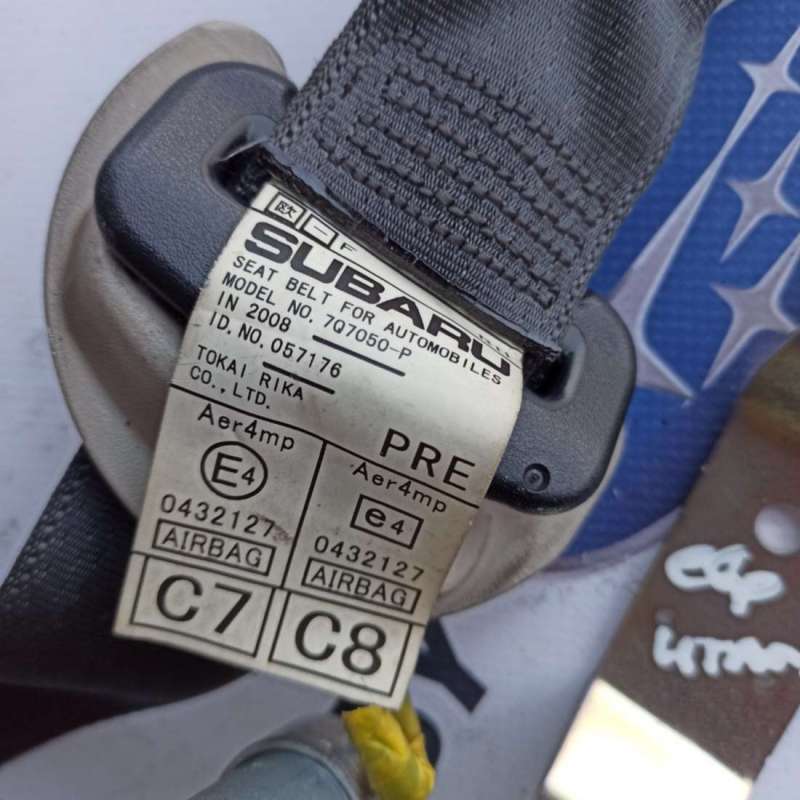 欧 - F
SUBARU
SEAT BELT FOR AUTOMOBILES
MODEL NO. 7Q7050-P
IN 2008
ID.NO.057176
TOKAI RIKA
CO.,LTD.
PRE
Aer4mp
E4
0432127
AIRBAG
C7
Aer4mp
e4
0432127
AIRBAG
C8